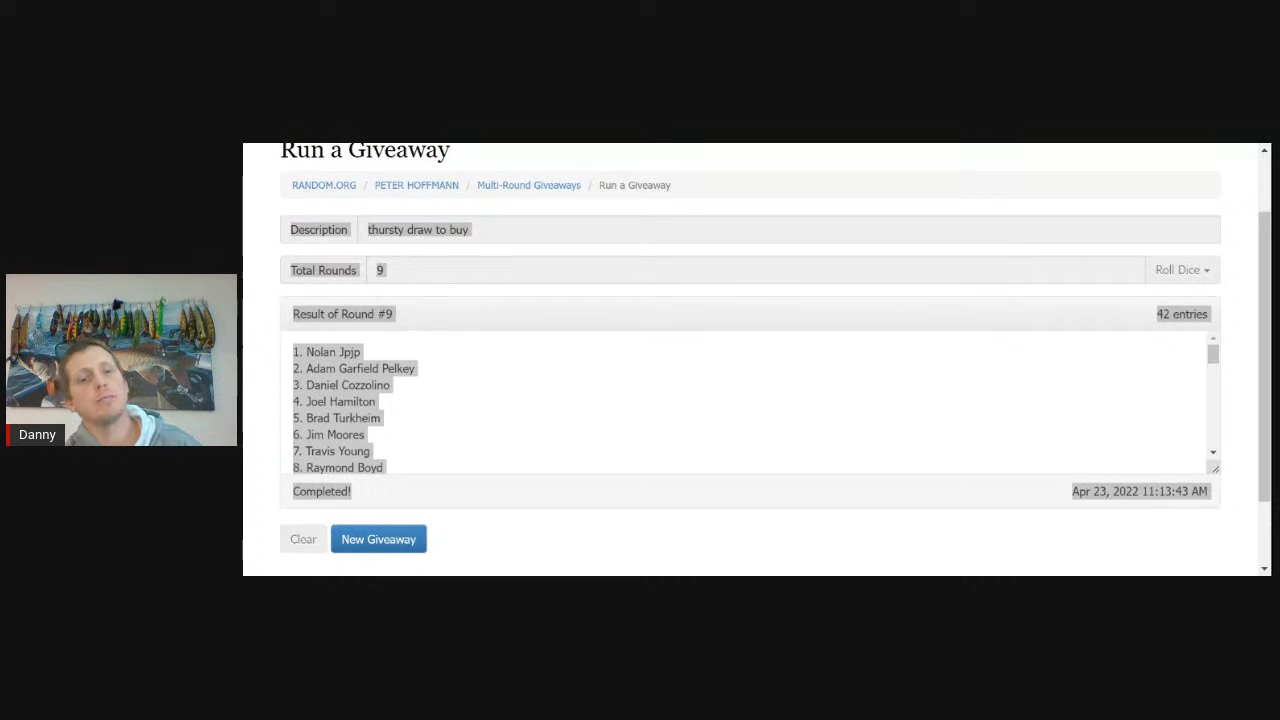 Run a Giveaway
RANDOM.ORG / PETER HOFFMANN / Multi-Round Giveaways / Run a Giveaway
Description thursty draw to buy
Total Rounds 9 Roll Dice
Result of Round #9 42 entries
1. Nolan Jpjp
2. Adam Garfield Pelkey
3. Daniel Cozzolino
4. Joel Hamilton
5. Brad Turkheim
6. Jim Moores
7. Travis Young
8. Raymond Boyd
Completed! Apr 23, 2022 11:13:43 AM
Clear New Giveaway
Danny